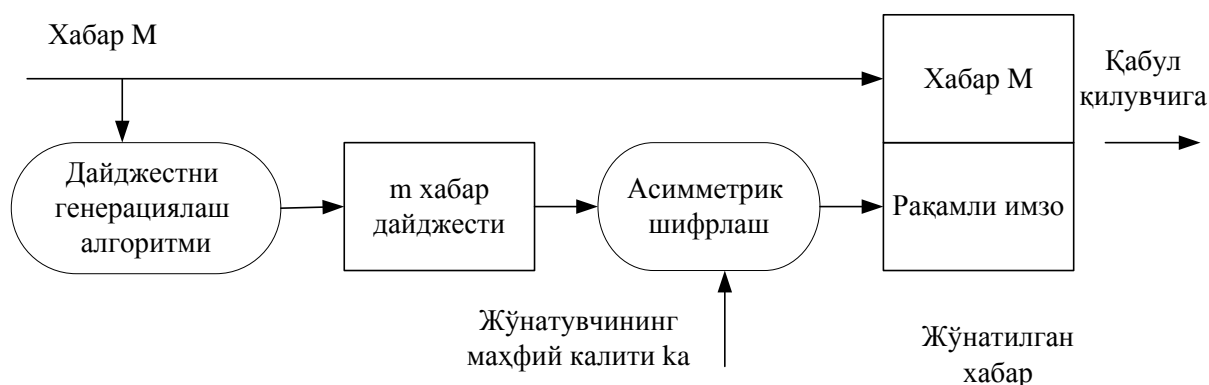 Хабар М
Дайджестни
генерациялаш
алгоритми
m хабар
дайджести
Асимметрик
шифрлаш
Жўнатувчининг
маҳфий калити ka
Хабар М
Рақамли имзо
Қабул
қилувчига
Жўнатилган
хабар